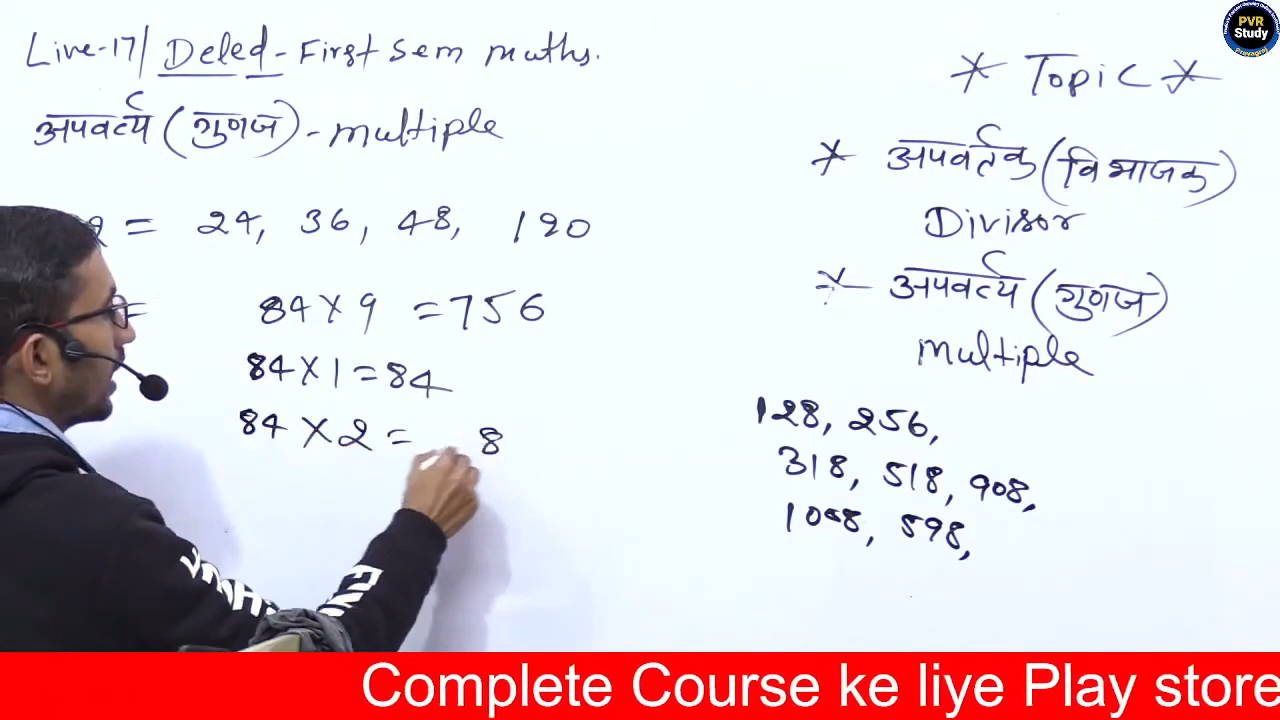 Live-17/ Deled - First Sem maths.
अपवर्त्य (गुणज) - multiple
= 24, 36, 48, 120
= 84 × 9 = 756
84 × 1 = 84
84 × 2 = 8
* Topic *
* अपवर्तक (विभाजक)
Divisor
* अपवर्त्य (गुणज)
multiple
128, 256,
318, 518, 908,
1058, 598,
PVR
Study
Prayagraj
Complete Course ke liye Play store